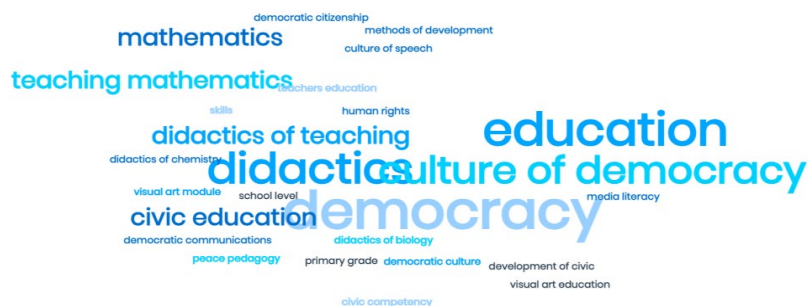 democratic citizenship
methods of development
mathematics
culture of speech
teaching mathematics
teachers education
skills
human rights
education
didactics of teaching
didactics of chemistry
didactics
culture of democracy
visual art module
school level
media literacy
democracy
civic education
democratic communications
didactics of biology
peace pedagogy
primary grade
democratic culture
development of civic
visual art education
civic competency